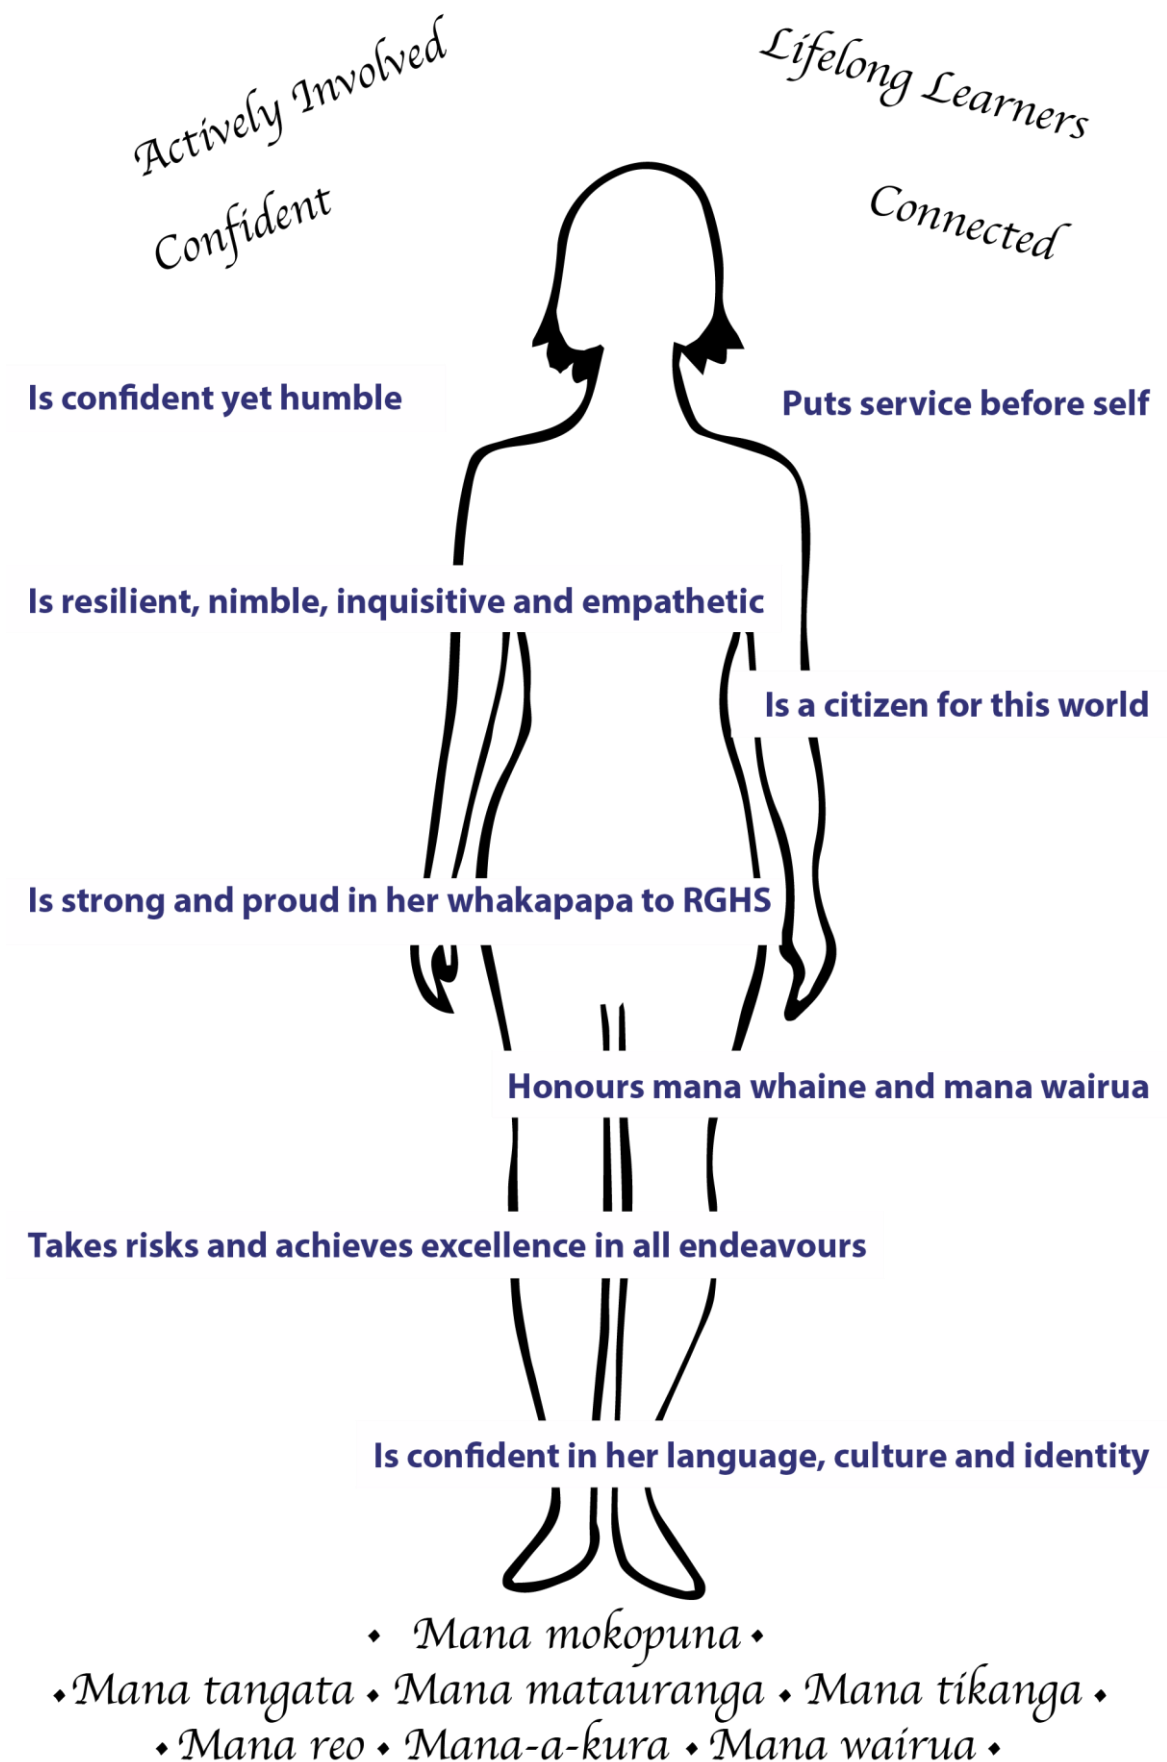 Actively Involved
Lifelong Learners
Confident
Connected
Is confident yet humble
Puts service before self
Is resilient, nimble, inquisitive and empathetic
Is a citizen for this world
Is strong and proud in her whakapapa to RGHS
Honours mana whaine and mana wairua
Takes risks and achieves excellence in all endeavours
Is confident in her language, culture and identity
• Mana mokopuna •
• Mana tangata • Mana matauranga • Mana tikanga •
• Mana reo • Mana-a-kura • Mana wairua •